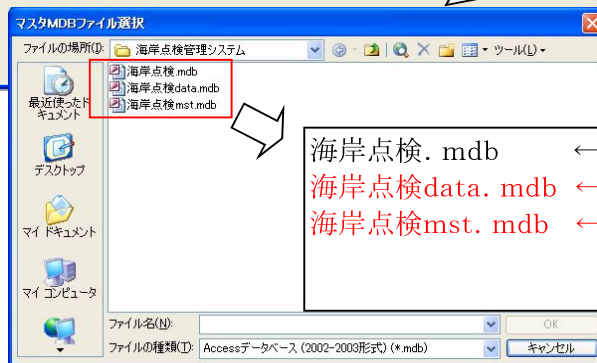 マスタMDBファイル選択
ファイルの場所(I):
海岸点検管理システム
ツール(L)
海岸点検.mdb
海岸点検data.mdb
海岸点検mst.mdb
最近使ったド
キュメント
デスクトップ
マイ ドキュメント
マイ コンピュータ
海岸点検. mdb ←
海岸点検data. mdb ←
海岸点検mst. mdb ←
ファイル名(N):
OK
ファイルの種類(T):
Accessデータベース (2002-2003形式) (*.mdb)
キャンセル